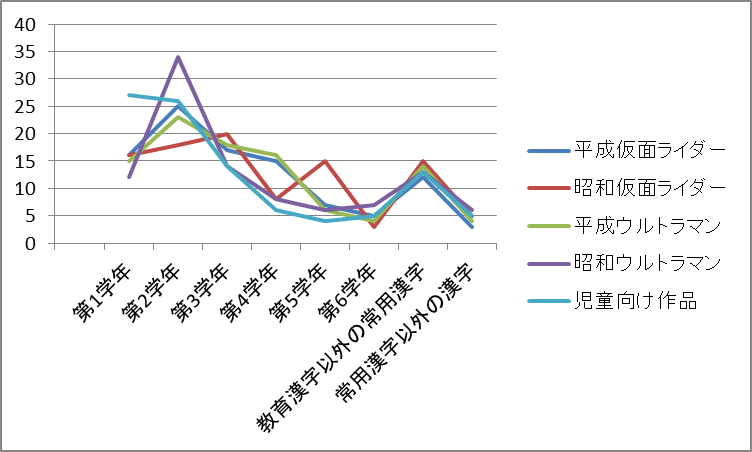 40
35
30
25
20
15
10
5
0
第1学年
第2学年
第3学年
第4学年
第5学年
第6学年
教育漢字以外の常用漢字
常用漢字以外の漢字
平成仮面ライダー
昭和仮面ライダー
平成ウルトラマン
昭和ウルトラマン
児童向け作品